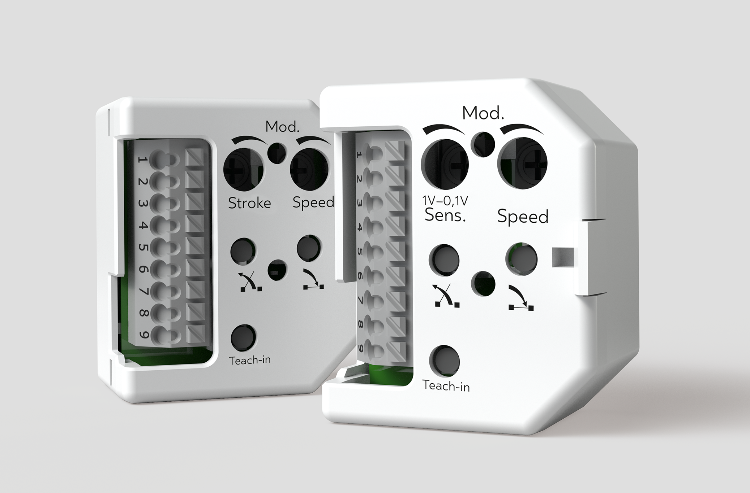 Mod.
Stroke
Speed
Teach-in
1
2
3
4
5
6
7
8
9
Mod.
1V–0,1V
Sens.
Speed
Teach-in
1
2
3
4
5
6
7
8
9